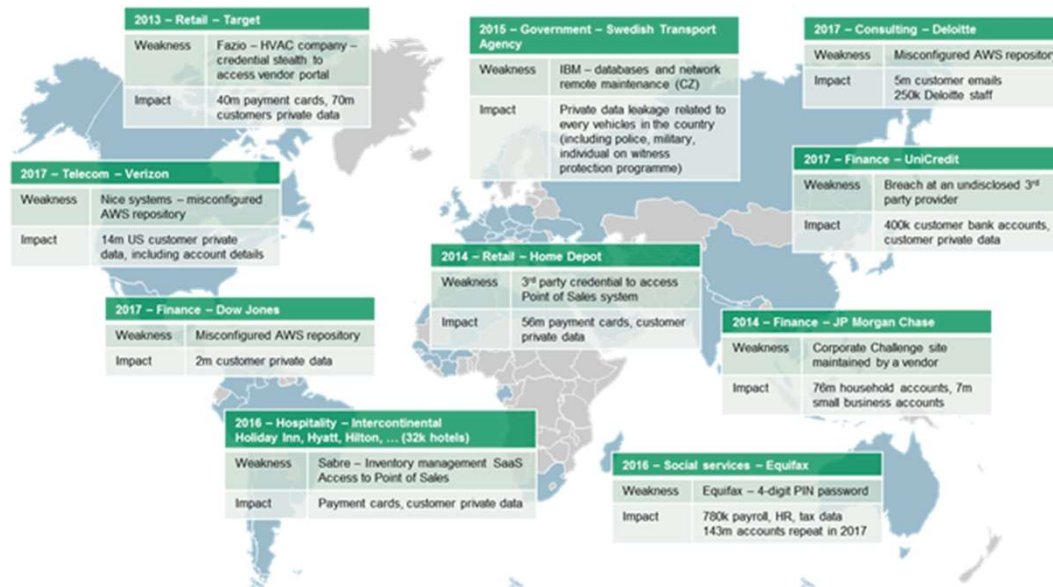 2013 – Retail – Target
Weakness Fazio – HVAC company –
credential stealth to
access vendor portal
Impact 40m payment cards, 70m
customers private data
2015 – Government – Swedish Transport
Agency
Weakness IBM – databases and network
remote maintenance (CZ)
Impact Private data leakage related to
every vehicles in the country
(including police, military,
individual on witness
protection programme)
2017 – Consulting – Deloitte
Weakness Misconfigured AWS repository
Impact 5m customer emails
250k Deloitte staff
2017 – Telecom – Verizon
Weakness Nice systems – misconfigured
AWS repository
Impact 14m US customer private
data, including account details
2017 – Finance – UniCredit
Weakness Breach at an undisclosed 3rd
party provider
Impact 400k customer bank accounts,
customer private data
2014 – Retail – Home Depot
Weakness 3rd party credential to access
Point of Sales system
Impact 56m payment cards, customer
private data
2017 – Finance – Dow Jones
Weakness Misconfigured AWS repository
Impact 2m customer private data
2014 – Finance – JP Morgan Chase
Weakness Corporate Challenge site
maintained by a vendor
Impact 76m household accounts, 7m
small business accounts
2016 – Hospitality – Intercontinental
Holiday Inn, Hyatt, Hilton, … (32k hotels)
Weakness Sabre – Inventory management SaaS
Access to Point of Sales
Impact Payment cards, customer private data
2016 – Social services – Equifax
Weakness Equifax – 4-digit PIN password
Impact 780k payroll, HR, tax data
143m accounts repeat in 2017